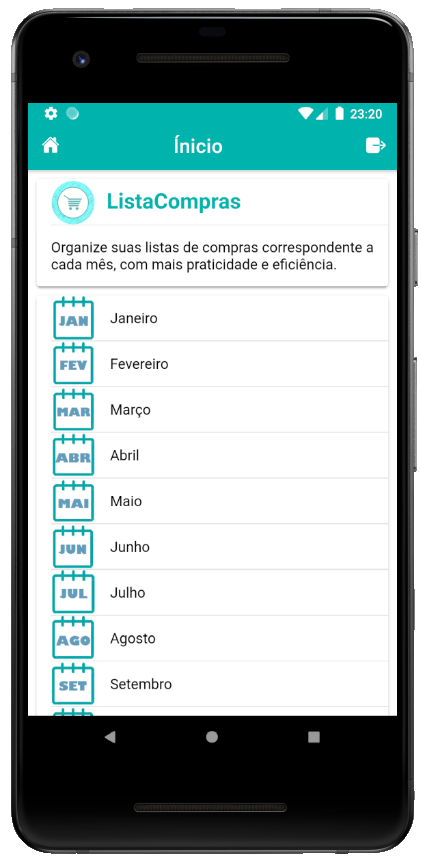 23:20
Ínicio
ListaCompras
Organize suas listas de compras correspondente a
cada mês, com mais praticidade e eficiência.
JAN Janeiro
FEV Fevereiro
MAR Março
ABR Abril
MAI Maio
JUN Junho
JUL Julho
AGO Agosto
SET Setembro